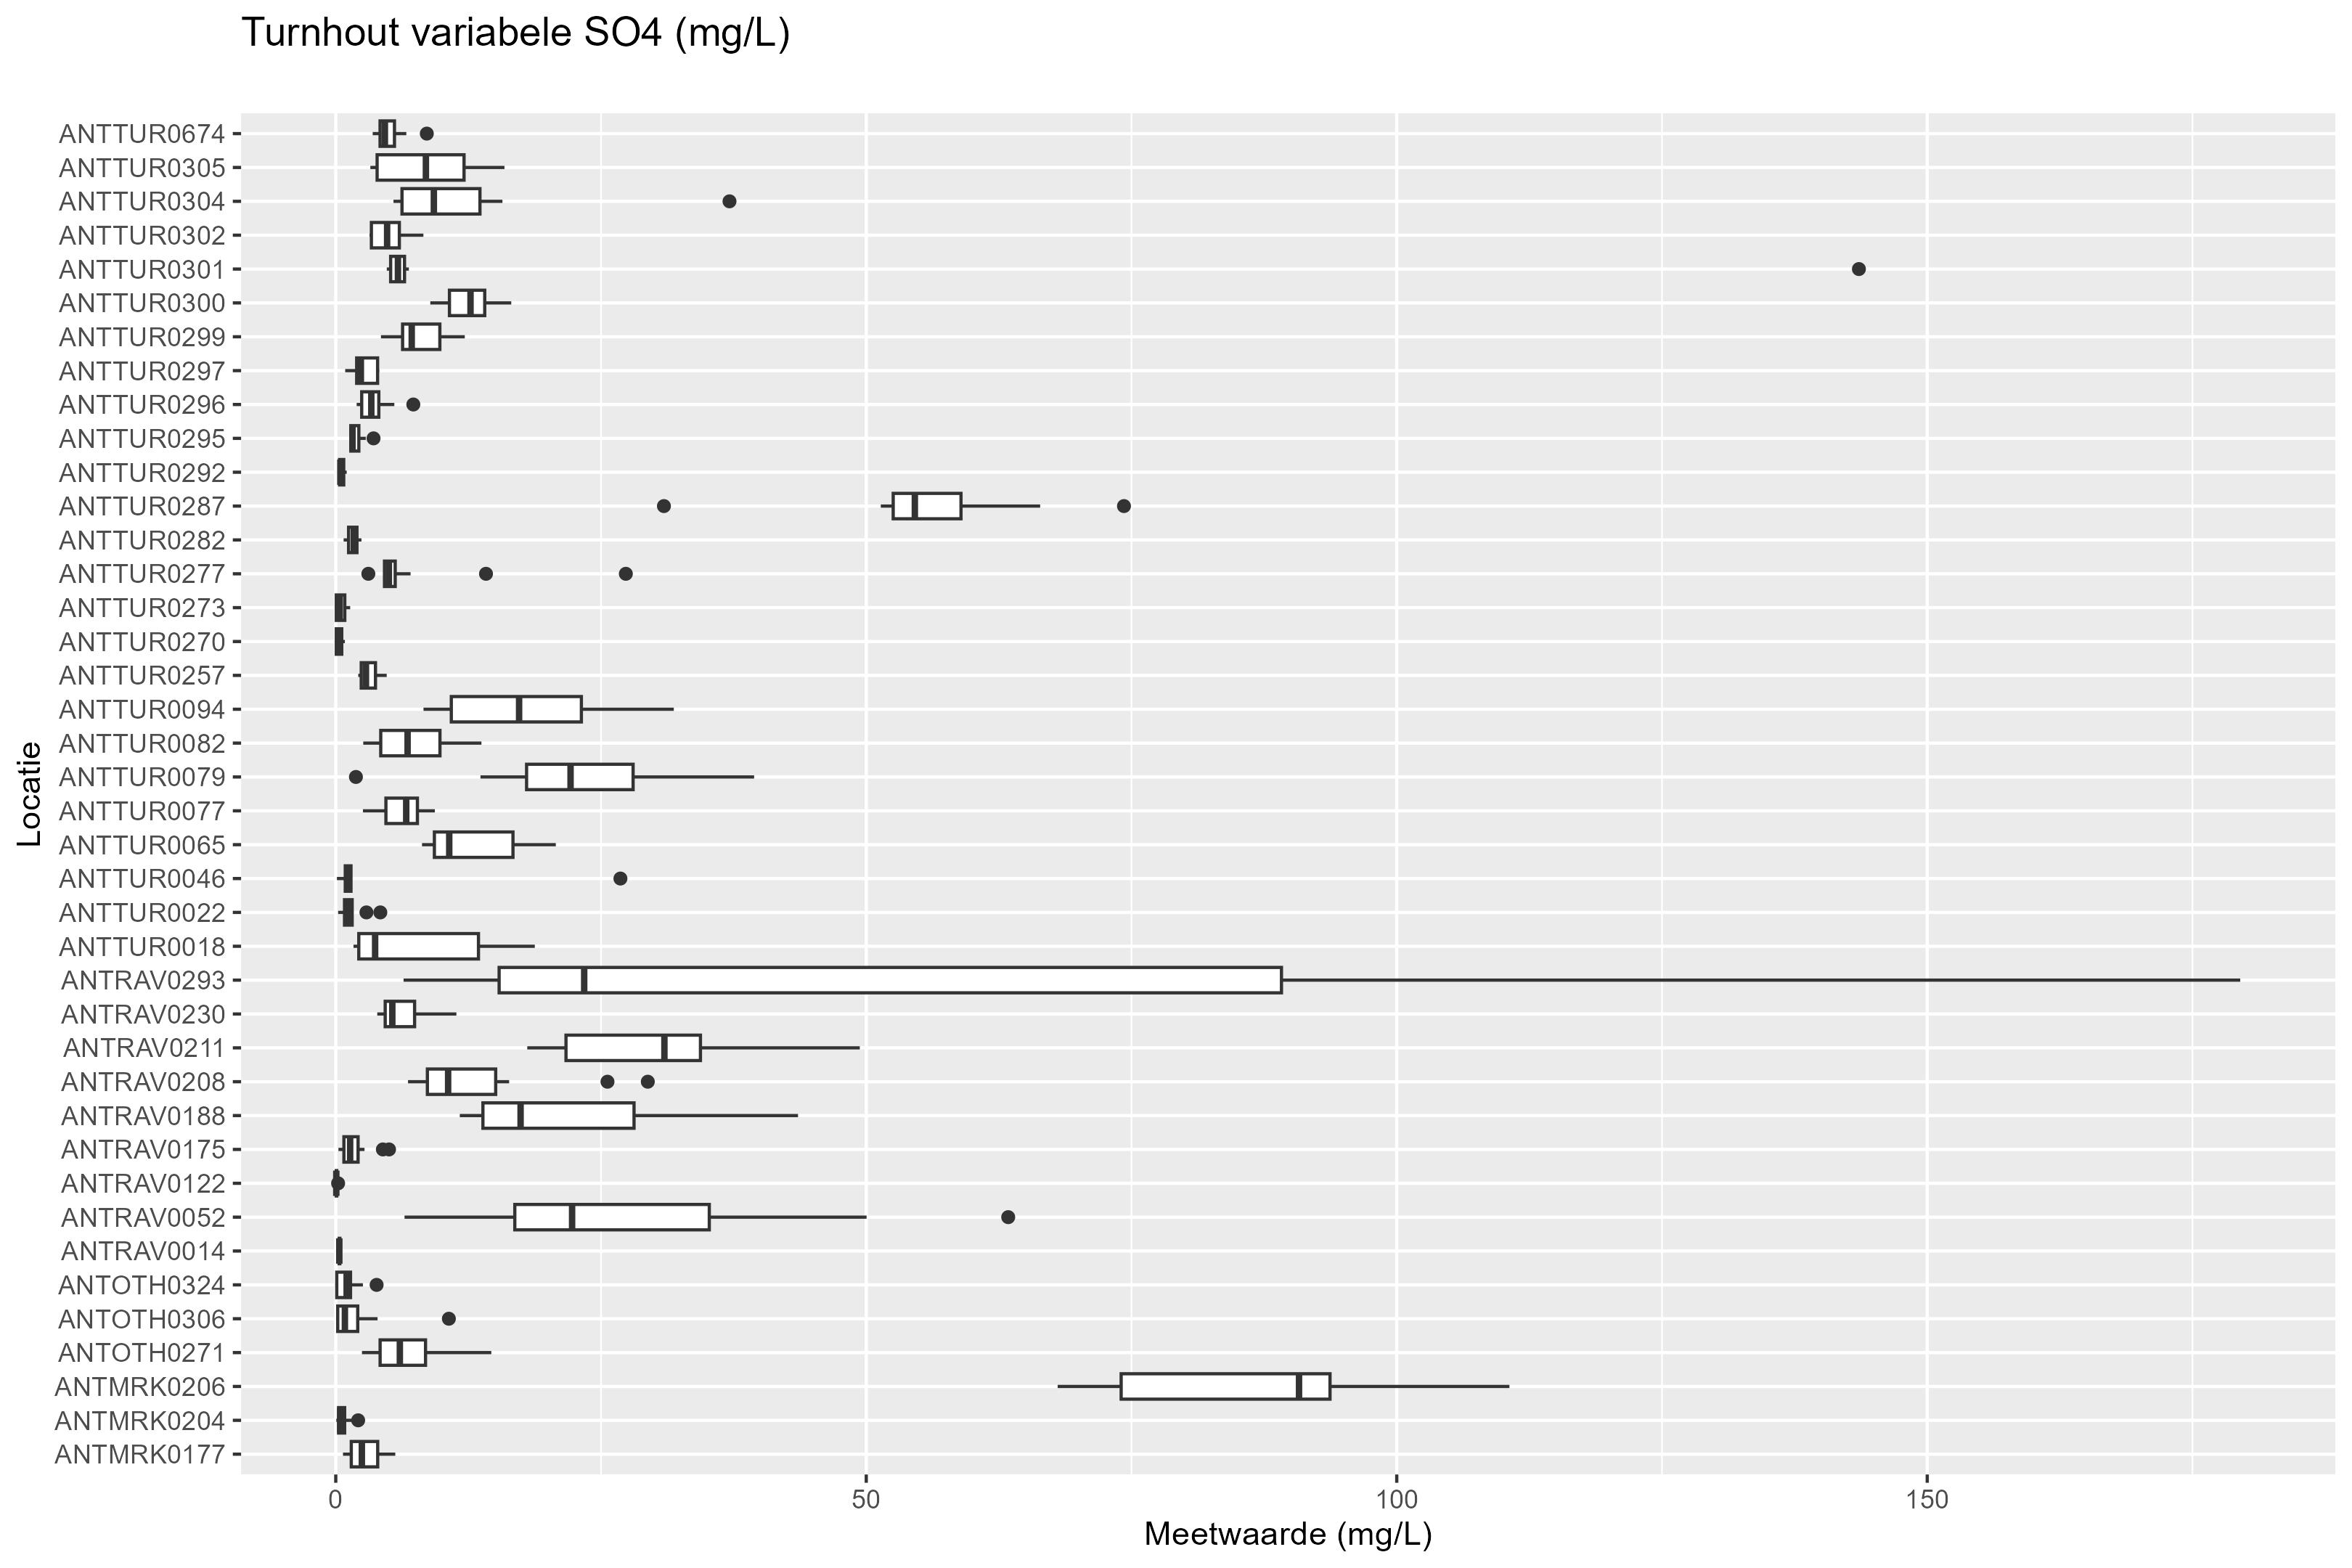 Turnhout variabele SO4 (mg/L)
ANTTUR0674
ANTTUR0305
ANTTUR0304
ANTTUR0302
ANTTUR0301
ANTTUR0300
ANTTUR0299
ANTTUR0297
ANTTUR0296
ANTTUR0295
ANTTUR0292
ANTTUR0287
ANTTUR0282
ANTTUR0277
ANTTUR0273
ANTTUR0270
ANTTUR0257
ANTTUR0094
ANTTUR0082
ANTTUR0079
ANTTUR0077
ANTTUR0065
ANTTUR0046
ANTTUR0022
ANTTUR0018
ANTRAV0293
ANTRAV0230
ANTRAV0211
ANTRAV0208
ANTRAV0188
ANTRAV0175
ANTRAV0122
ANTRAV0052
ANTRAV0014
ANTOTH0324
ANTOTH0306
ANTOTH0271
ANTMRK0206
ANTMRK0204
ANTMRK0177
Locatie
0 50 100 150
Meetwaarde (mg/L)